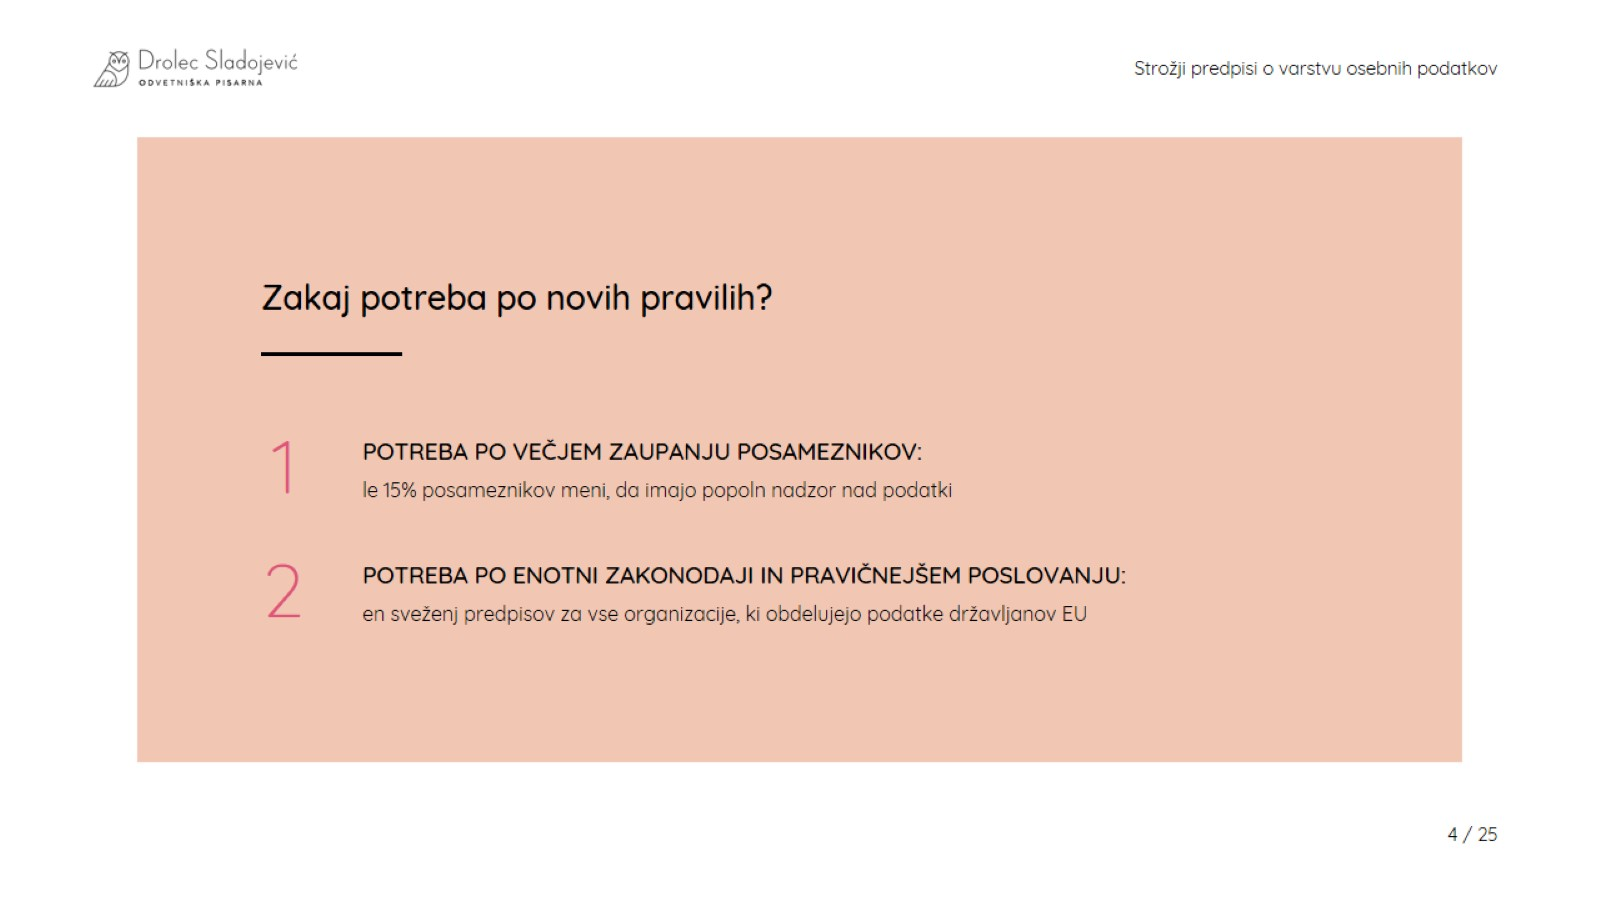 Drolec Sladojević
ODVETNIŠKA PISARNA
Strožji predpisi o varstvu osebnih podatkov
Zakaj potreba po novih pravilih?
1
POTREBA PO VEČJEM ZAUPANJU POSAMEZNIKOV:
le 15% posameznikov meni, da imajo popoln nadzor nad podatki
2
POTREBA PO ENOTNI ZAKONODAJI IN PRAVIČNEJŠEM POSLOVANJU:
en sveženj predpisov za vse organizacije, ki obdelujejo podatke državljanov EU
4 / 25